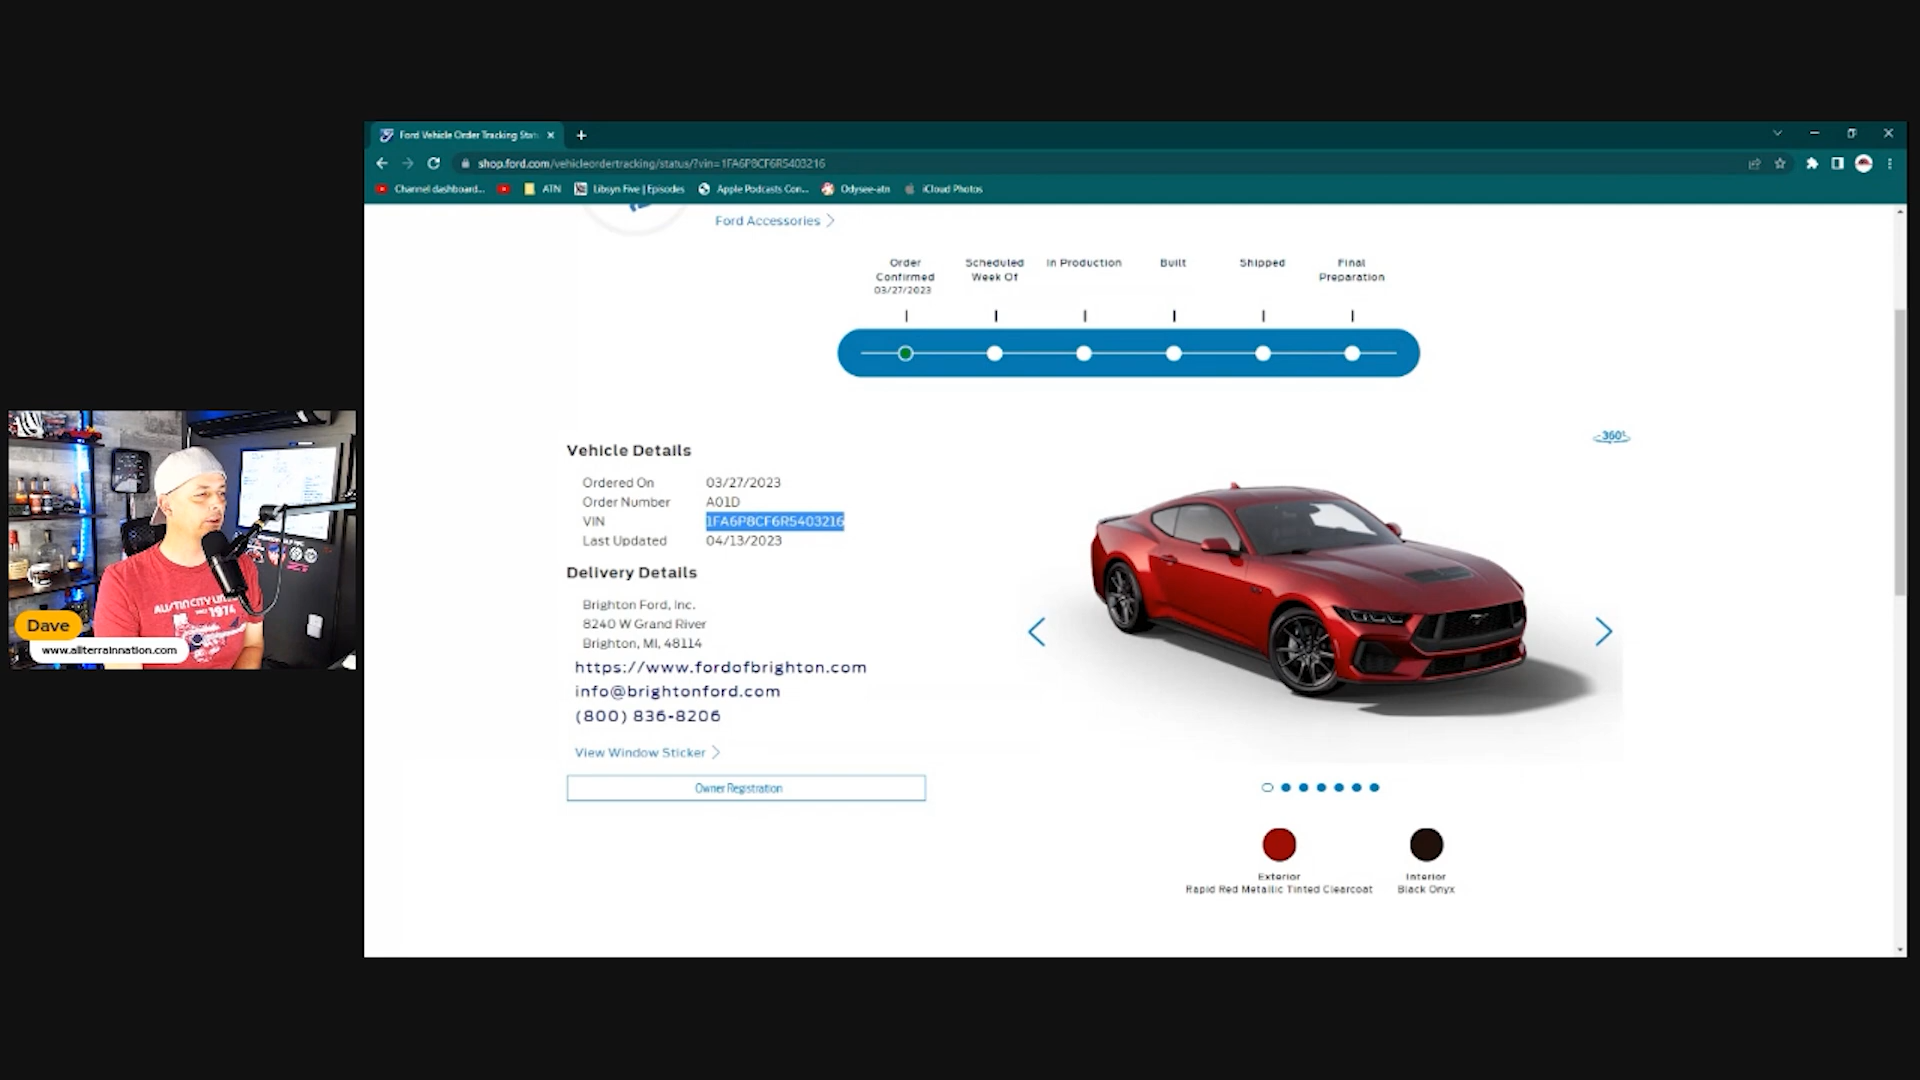 Ford Vehicle Order Tracking Stat
shop.ford.com/vehicleordertracking/status/?vin=1FA6P8CF6R5403216
Channel dashboard... ATN Libsyn Five | Episodes Apple Podcasts Con... Odysee-atn iCloud Photos
Ford Accessories
Order Confirmed 03/27/2023
Scheduled Week Of
In Production
Built
Shipped
Final Preparation
Vehicle Details
Ordered On 03/27/2023
Order Number A01D
VIN 1FA6P8CF6R5403216
Last Updated 04/13/2023
Delivery Details
Brighton Ford, Inc.
8240 W Grand River
Brighton, MI, 48114
https://www.fordofbrighton.com
info@brightonford.com
(800) 836-8206
View Window Sticker
Owner Registration
360°
Exterior
Rapid Red Metallic Tinted Clearcoat
Interior
Black Onyx
AUSTIN CITY LIMITS
SINCE 1974
Dave
www.allterrainnation.com